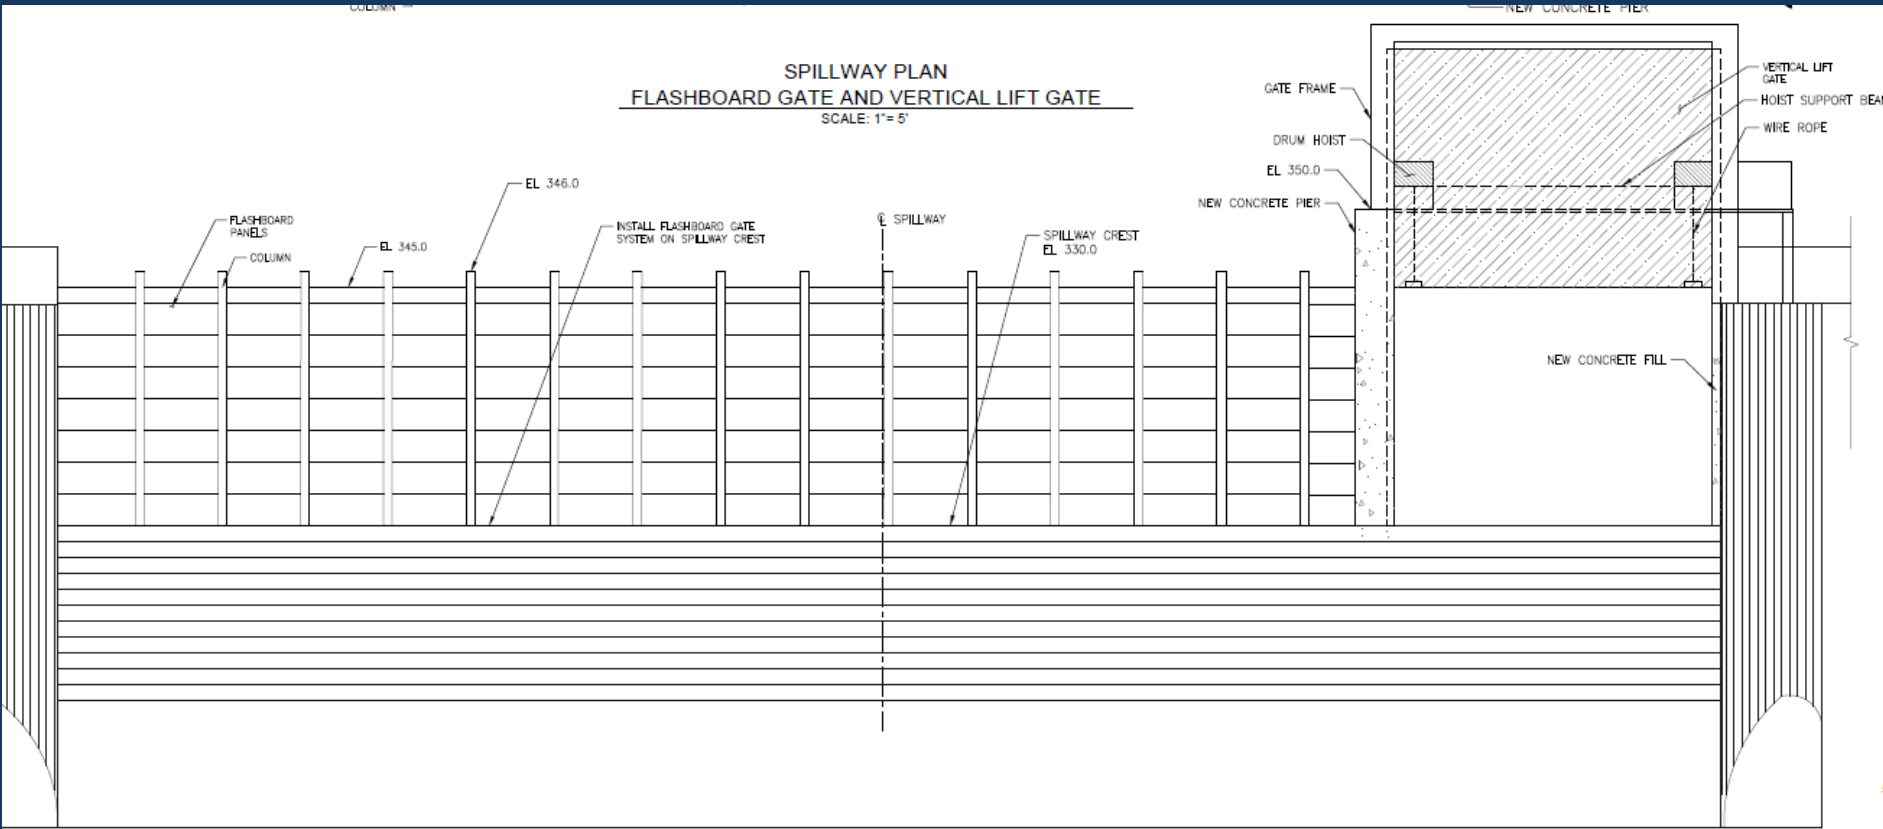 COLUMN
NEW CONCRETE PIER
SPILLWAY PLAN
FLASHBOARD GATE AND VERTICAL LIFT GATE
SCALE: 1"= 5'
GATE FRAME
VERTICAL LIFT
GATE
HOIST SUPPORT BEA
WIRE ROPE
DRUM HOIST
EL 350.0
NEW CONCRETE PIER
EL 346.0
FLASHBOARD
PANELS
EL 345.0
COLUMN
INSTALL FLASHBOARD GATE
SYSTEM ON SPILLWAY CREST
℄ SPILLWAY
SPILLWAY CREST
EL 330.0
NEW CONCRETE FILL